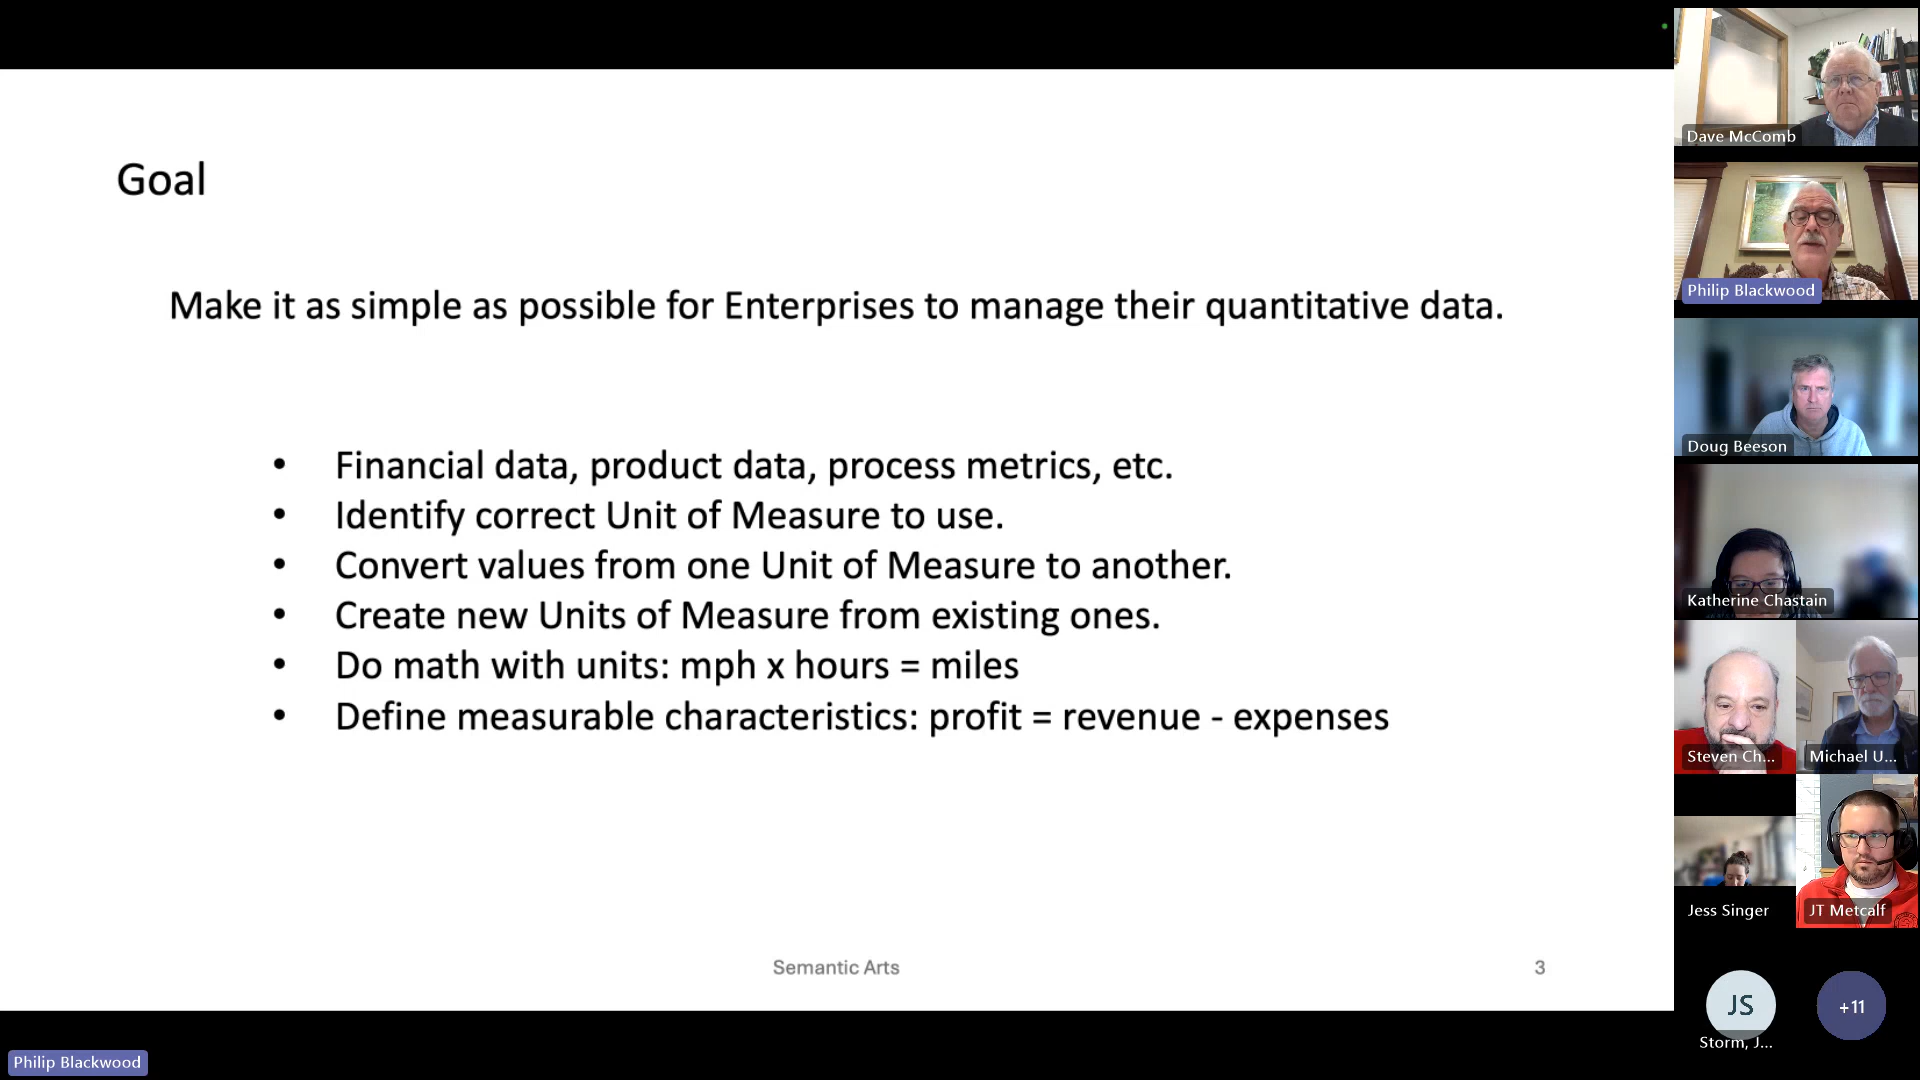 Goal
Make it as simple as possible for Enterprises to manage their quantitative data.
• Financial data, product data, process metrics, etc.
• Identify correct Unit of Measure to use.
• Convert values from one Unit of Measure to another.
• Create new Units of Measure from existing ones.
• Do math with units: mph x hours = miles
• Define measurable characteristics: profit = revenue - expenses
Semantic Arts
3
Philip Blackwood
Dave McComb
Philip Blackwood
Doug Beeson
Katherine Chastain
Steven Ch...
Michael U...
Jess Singer
JT Metcalf
JS
Storm, J...
+11